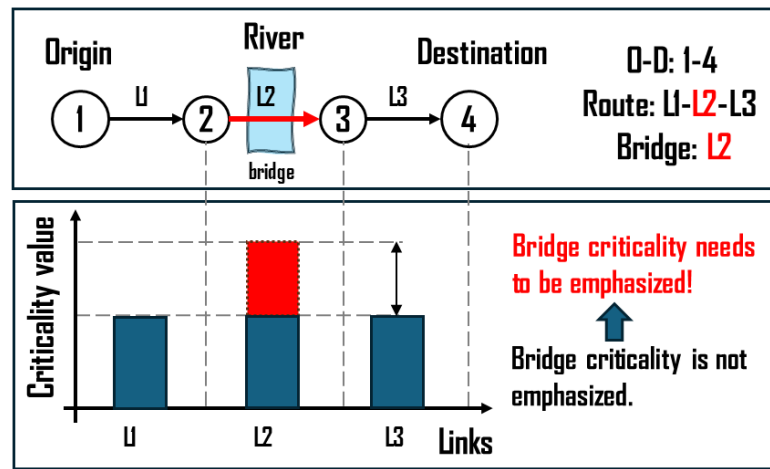 River
Origin
Destination
L1
L2
L3
1
2
3
4
bridge
O-D: 1-4
Route: L1-L2-L3
Bridge: L2
Criticality value
Bridge criticality needs
to be emphasized!
Bridge criticality is not
emphasized.
L1
L2
L3
Links